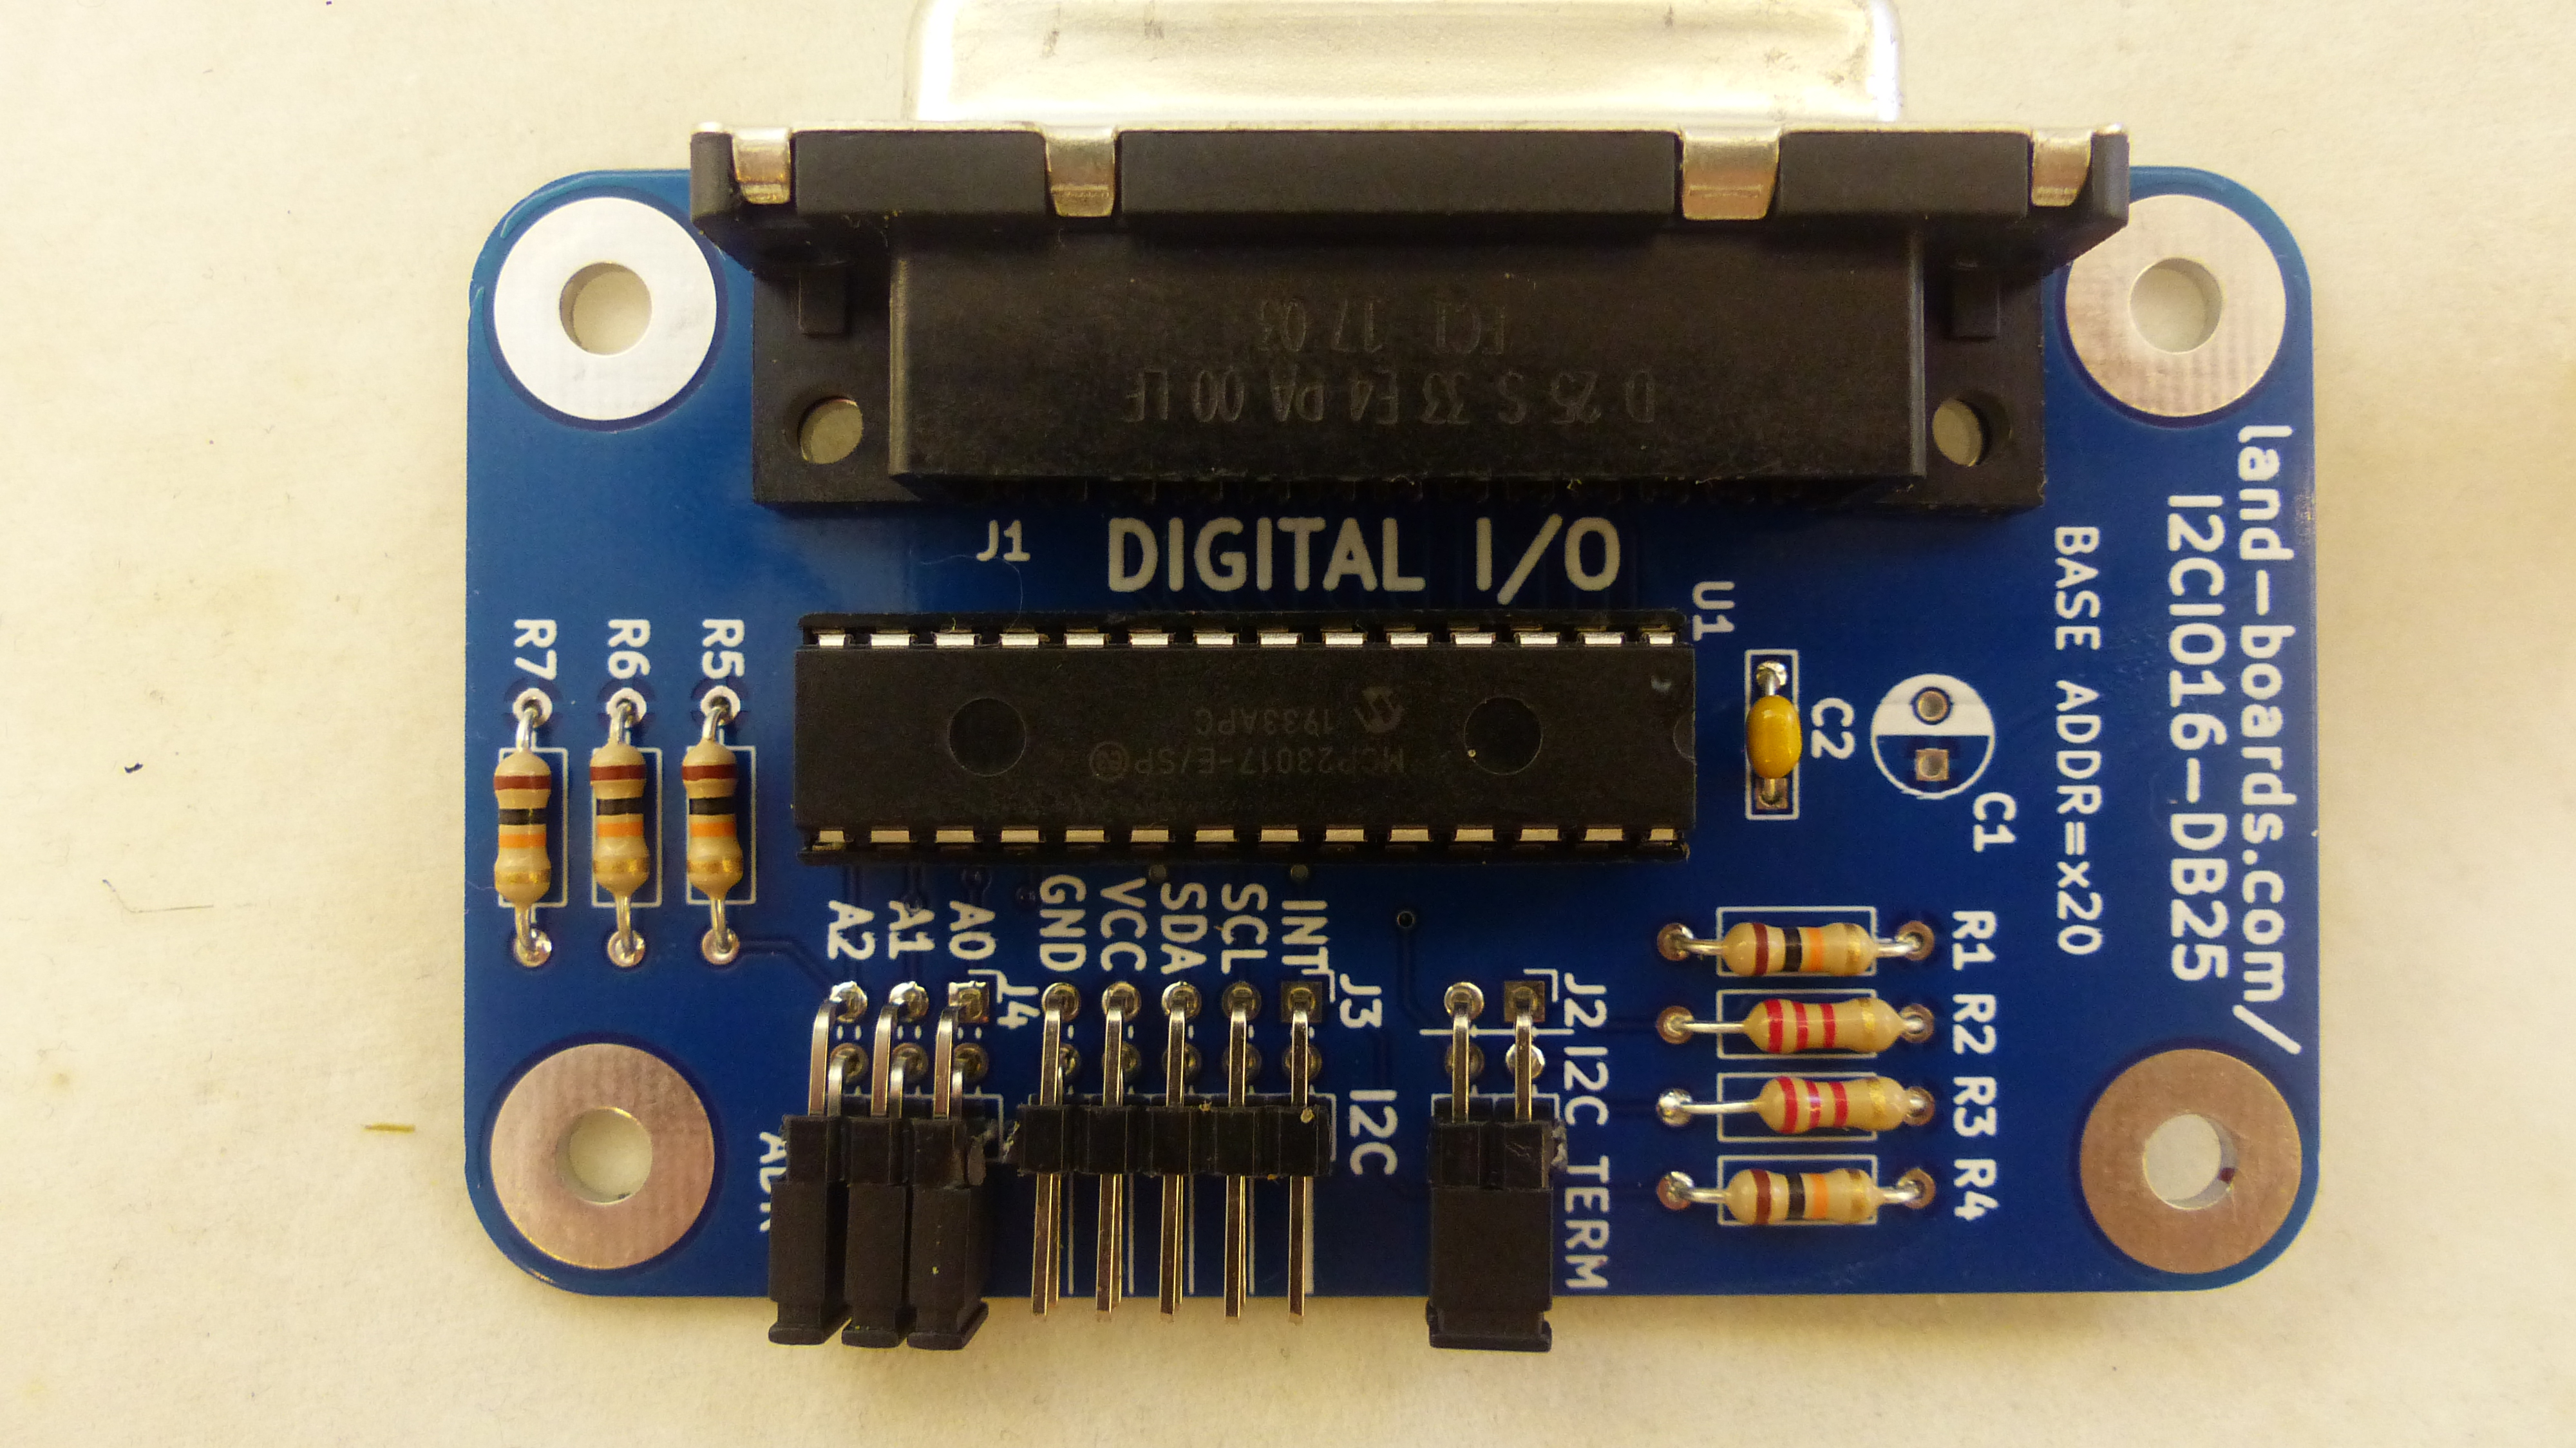 FCI 17 03
D 25 S 33 E4 PA 00 LF
J1
DIGITAL I/O
U1
MCP23017-E/SP
1933APC
R7
R6
R5
C2
C1
BASE ADDR=x20
land-boards.com/
I2CIO16-DB25
A2
A1
A0
GND
VCC
SDA
SCL
INT
J4
J3
I2C
J2
I2C TERM
R1
R2
R3
R4